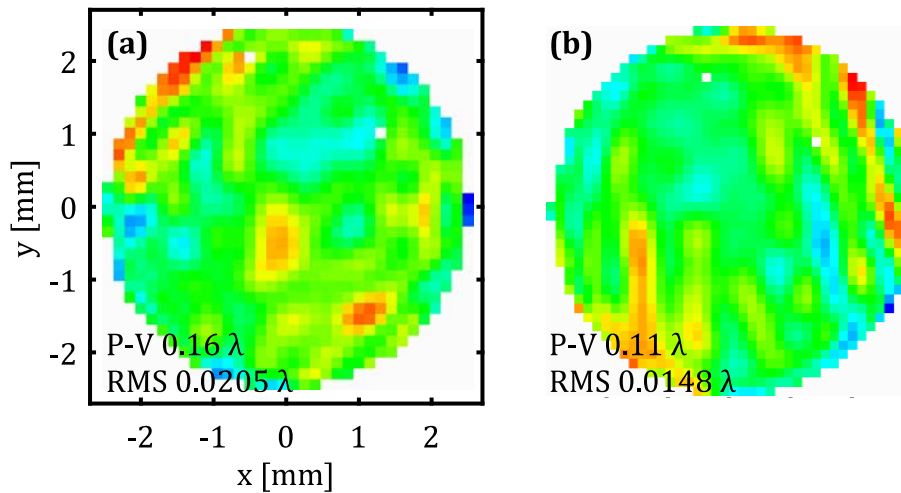 (a)
(b)
2
1
0
-1
-2
y [mm]
P-V 0.16 λ
RMS 0.0205 λ
P-V 0.11 λ
RMS 0.0148 λ
-2 -1 0 1 2
x [mm]